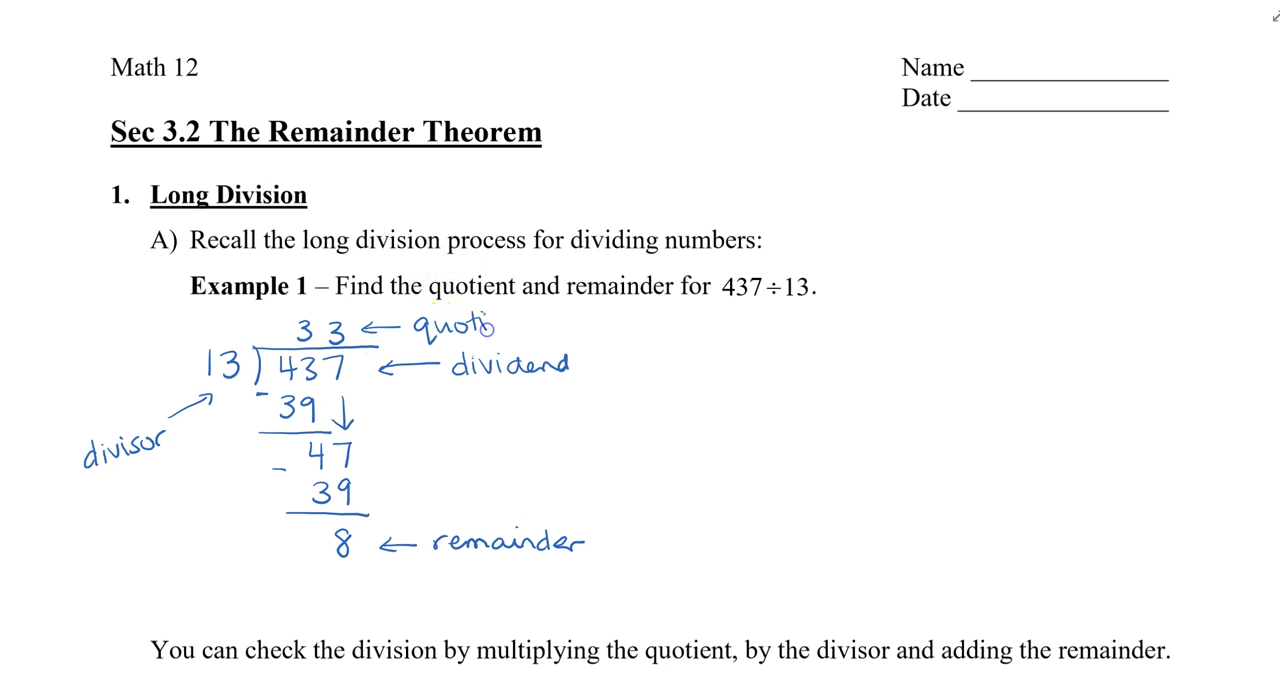 Math 12
Name
Date
Sec 3.2 The Remainder Theorem
1. Long Division
A) Recall the long division process for dividing numbers:
Example 1 – Find the quotient and remainder for 437÷13.
33 ← quoti
13)437 ← dividend
- 39 ↓
divisor
- 47
39
8 ← remainder
You can check the division by multiplying the quotient, by the divisor and adding the remainder.